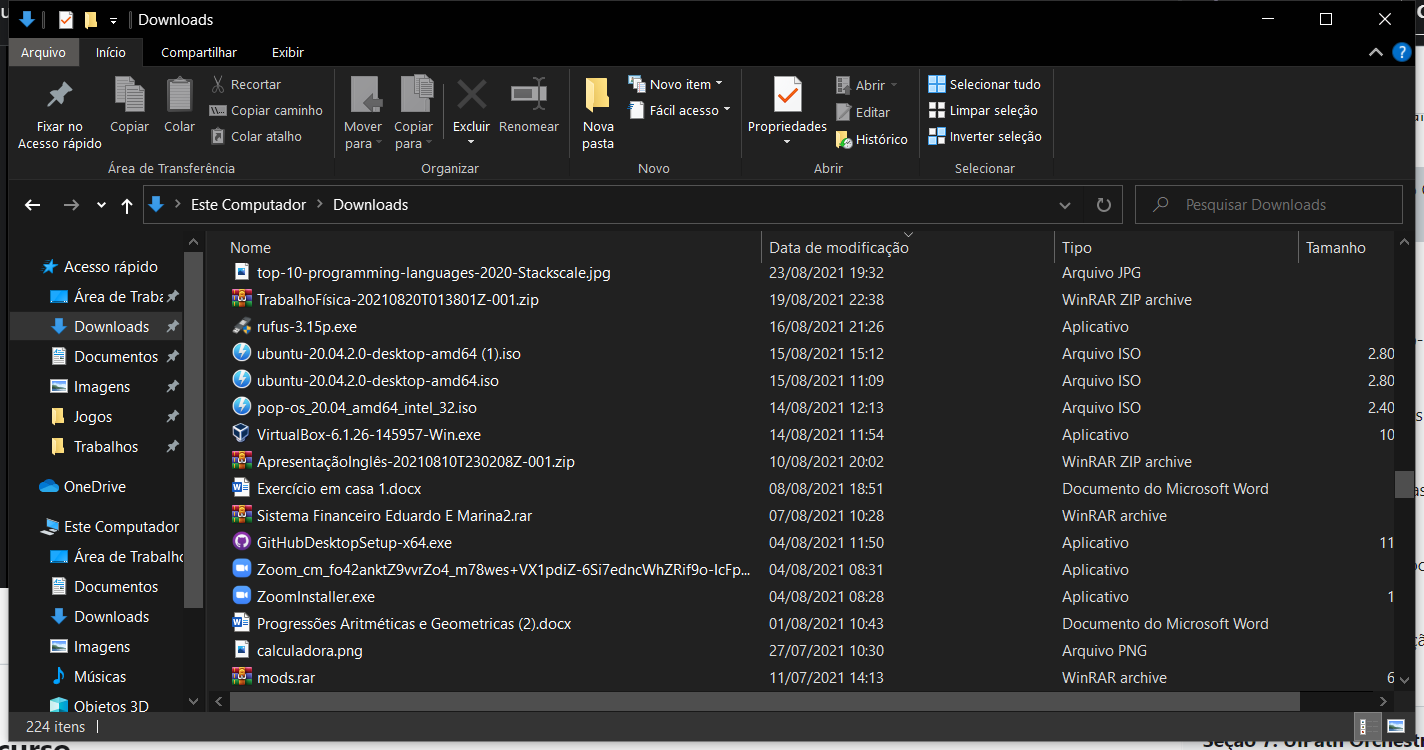 Downloads
Arquivo Início Compartilhar Exibir
Fixar no Acesso rápido
Copiar
Colar
Recortar
Copiar caminho
Colar atalho
Área de Transferência
Mover para
Copiar para
Excluir
Renomear
Organizar
Nova pasta
Novo item
Fácil acesso
Novo
Propriedades
Abrir
Editar
Histórico
Abrir
Selecionar tudo
Limpar seleção
Inverter seleção
Selecionar
Este Computador > Downloads
Pesquisar Downloads
Acesso rápido
Área de Traba
Downloads
Documentos
Imagens
Jogos
Trabalhos
OneDrive
Este Computador
Área de Trabalho
Documentos
Downloads
Imagens
Músicas
Objetos 3D
Nome Data de modificação Tipo Tamanho
top-10-programming-languages-2020-Stackscale.jpg 23/08/2021 19:32 Arquivo JPG
TrabalhoFísica-20210820T013801Z-001.zip 19/08/2021 22:38 WinRAR ZIP archive
rufus-3.15p.exe 16/08/2021 21:26 Aplicativo
ubuntu-20.04.2.0-desktop-amd64 (1).iso 15/08/2021 15:12 Arquivo ISO 2.80
ubuntu-20.04.2.0-desktop-amd64.iso 15/08/2021 11:09 Arquivo ISO 2.80
pop-os_20.04_amd64_intel_32.iso 14/08/2021 12:13 Arquivo ISO 2.40
VirtualBox-6.1.26-145957-Win.exe 14/08/2021 11:54 Aplicativo 10
ApresentaçãoInglês-20210810T230208Z-001.zip 10/08/2021 20:02 WinRAR ZIP archive
Exercício em casa 1.docx 08/08/2021 18:51 Documento do Microsoft Word
Sistema Financeiro Eduardo E Marina2.rar 07/08/2021 10:28 WinRAR archive
GitHubDesktopSetup-x64.exe 04/08/2021 11:50 Aplicativo 11
Zoom_cm_fo42anktZ9vvrZo4_m78wes+VX1pdiZ-6Si7edncWhZRif9o-IcFp... 04/08/2021 08:31 Aplicativo
ZoomInstaller.exe 04/08/2021 08:28 Aplicativo 1
Progressões Aritméticas e Geometricas (2).docx 01/08/2021 10:43 Documento do Microsoft Word
calculadora.png 27/07/2021 10:30 Arquivo PNG
mods.rar 11/07/2021 14:13 WinRAR archive 6
224 itens